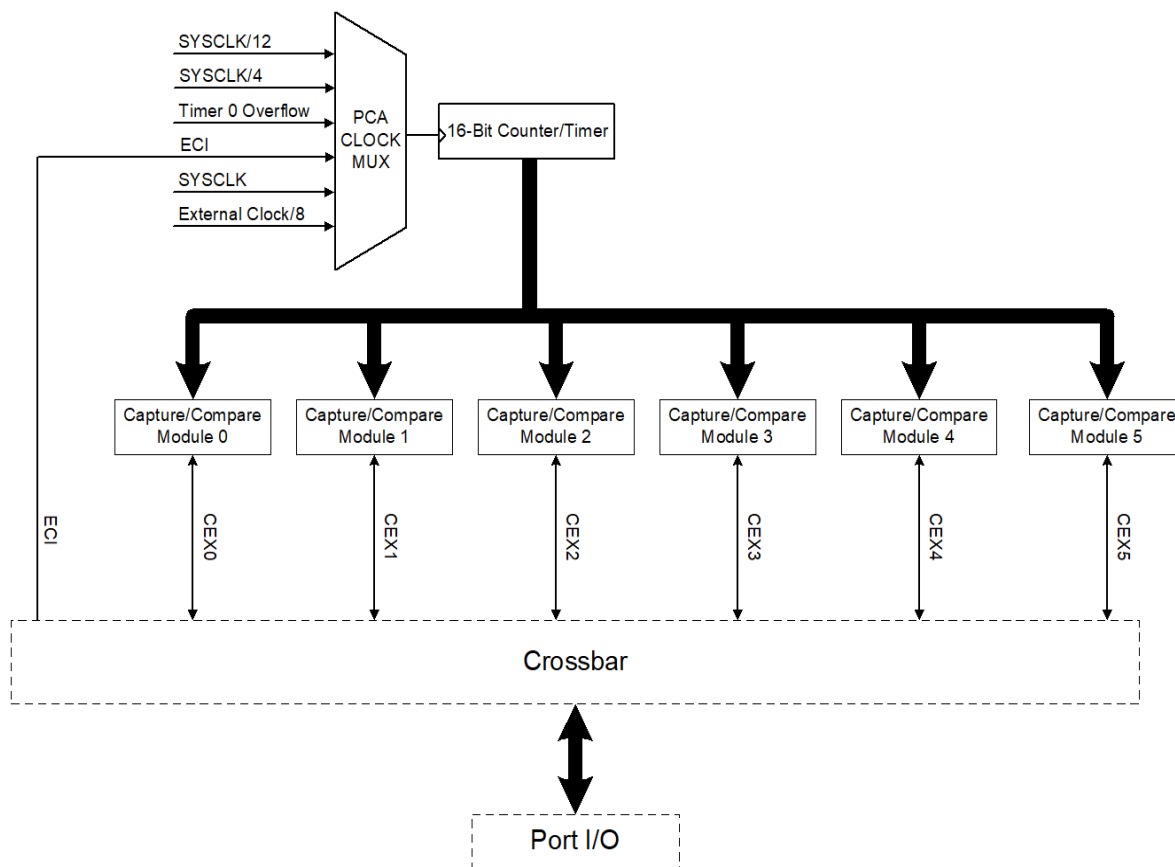 SYSCLK/12
SYSCLK/4
Timer 0 Overflow
ECI
SYSCLK
External Clock/8
PCA
CLOCK
MUX
16-Bit Counter/Timer
Capture/Compare
Module 0
Capture/Compare
Module 1
Capture/Compare
Module 2
Capture/Compare
Module 3
Capture/Compare
Module 4
Capture/Compare
Module 5
ECI
CEX0
CEX1
CEX2
CEX3
CEX4
CEX5
Crossbar
Port I/O